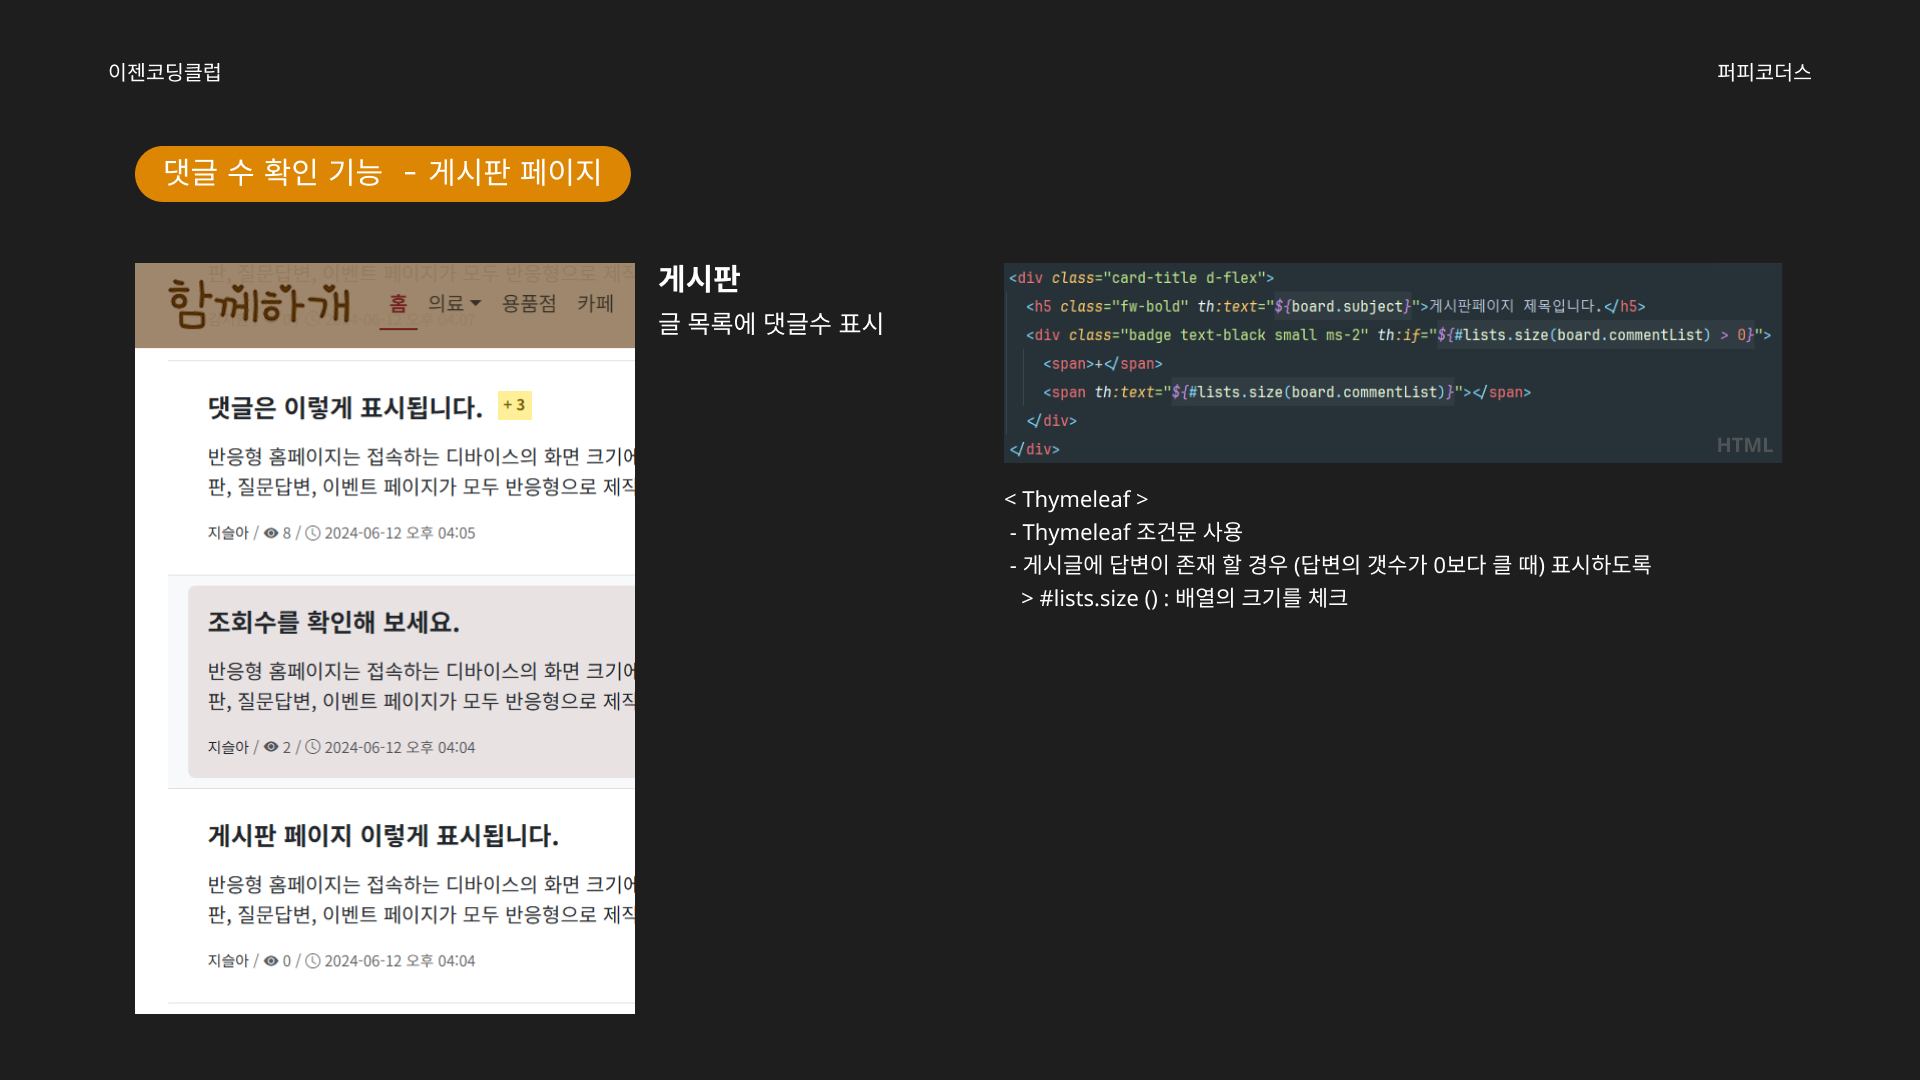 이젠코딩클럽
퍼피코더스
댓글 수 확인 기능 - 게시판 페이지
함께하개
홈 의료 용품점 카페
댓글은 이렇게 표시됩니다. + 3
반응형 홈페이지는 접속하는 디바이스의 화면 크기에
판, 질문답변, 이벤트 페이지가 모두 반응형으로 제작
지슬아 / 8 / 2024-06-12 오후 04:05
조회수를 확인해 보세요.
반응형 홈페이지는 접속하는 디바이스의 화면 크기에
판, 질문답변, 이벤트 페이지가 모두 반응형으로 제작
지슬아 / 2 / 2024-06-12 오후 04:04
게시판 페이지 이렇게 표시됩니다.
반응형 홈페이지는 접속하는 디바이스의 화면 크기에
판, 질문답변, 이벤트 페이지가 모두 반응형으로 제작
지슬아 / 0 / 2024-06-12 오후 04:04
게시판
글 목록에 댓글수 표시
<div class="card-title d-flex">
<h5 class="fw-bold" th:text="${board.subject}">게시판페이지 제목입니다.</h5>
<div class="badge text-black small ms-2" th:if="${#lists.size(board.commentList) > 0}">
<span>+</span>
<span th:text="${#lists.size(board.commentList)}"></span>
</div>
</div>
HTML
< Thymeleaf >
- Thymeleaf 조건문 사용
- 게시글에 답변이 존재 할 경우 (답변의 갯수가 0보다 클 때) 표시하도록
> #lists.size () : 배열의 크기를 체크